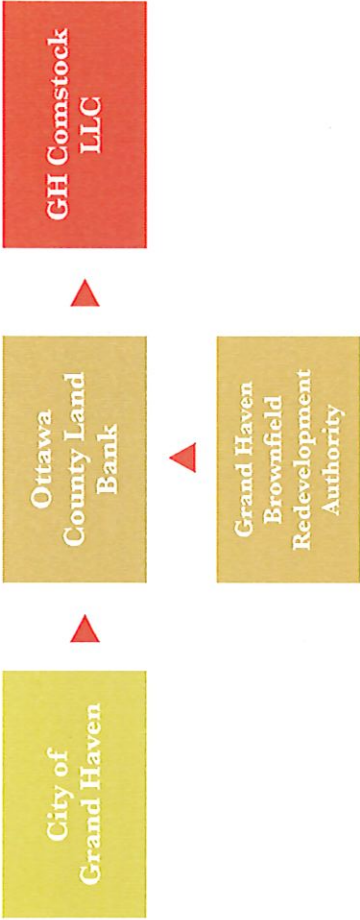 City of
Grand Haven
Ottawa
County Land
Bank
GH Comstock
LLC
Grand Haven
Brownfield
Redevelopment
Authority